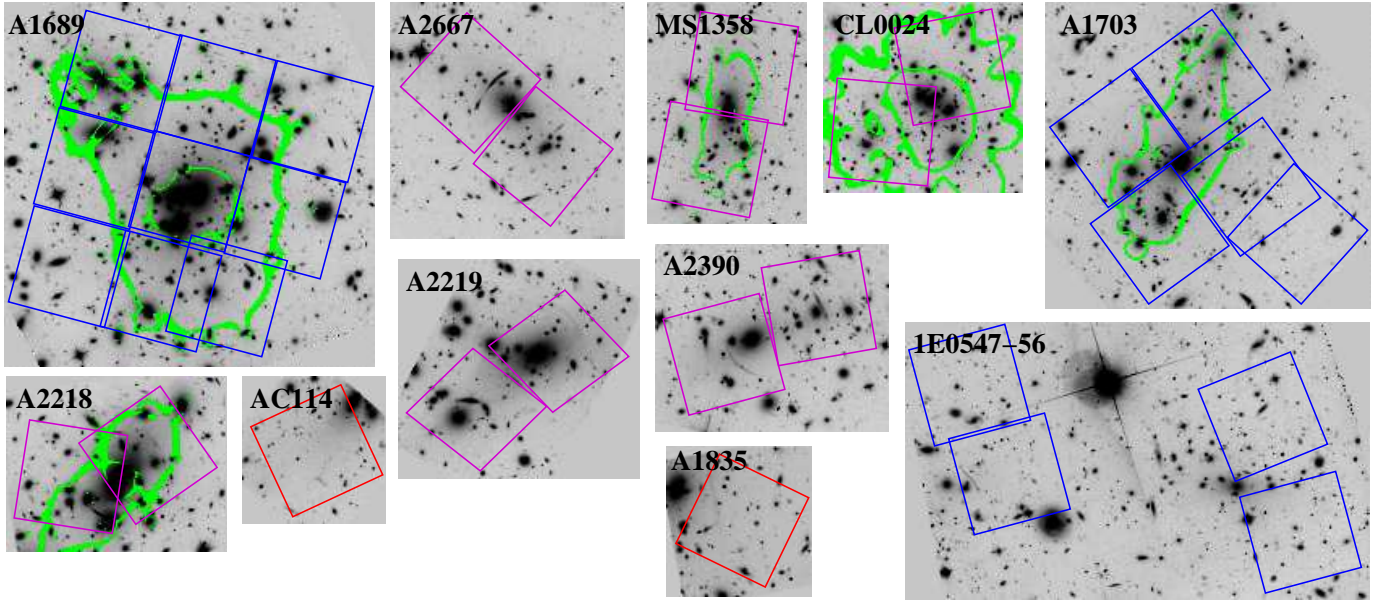 A1689
A2667
MS1358
CL0024
A1703
A2219
A2390
1E0547–56
A2218
AC114
A1835